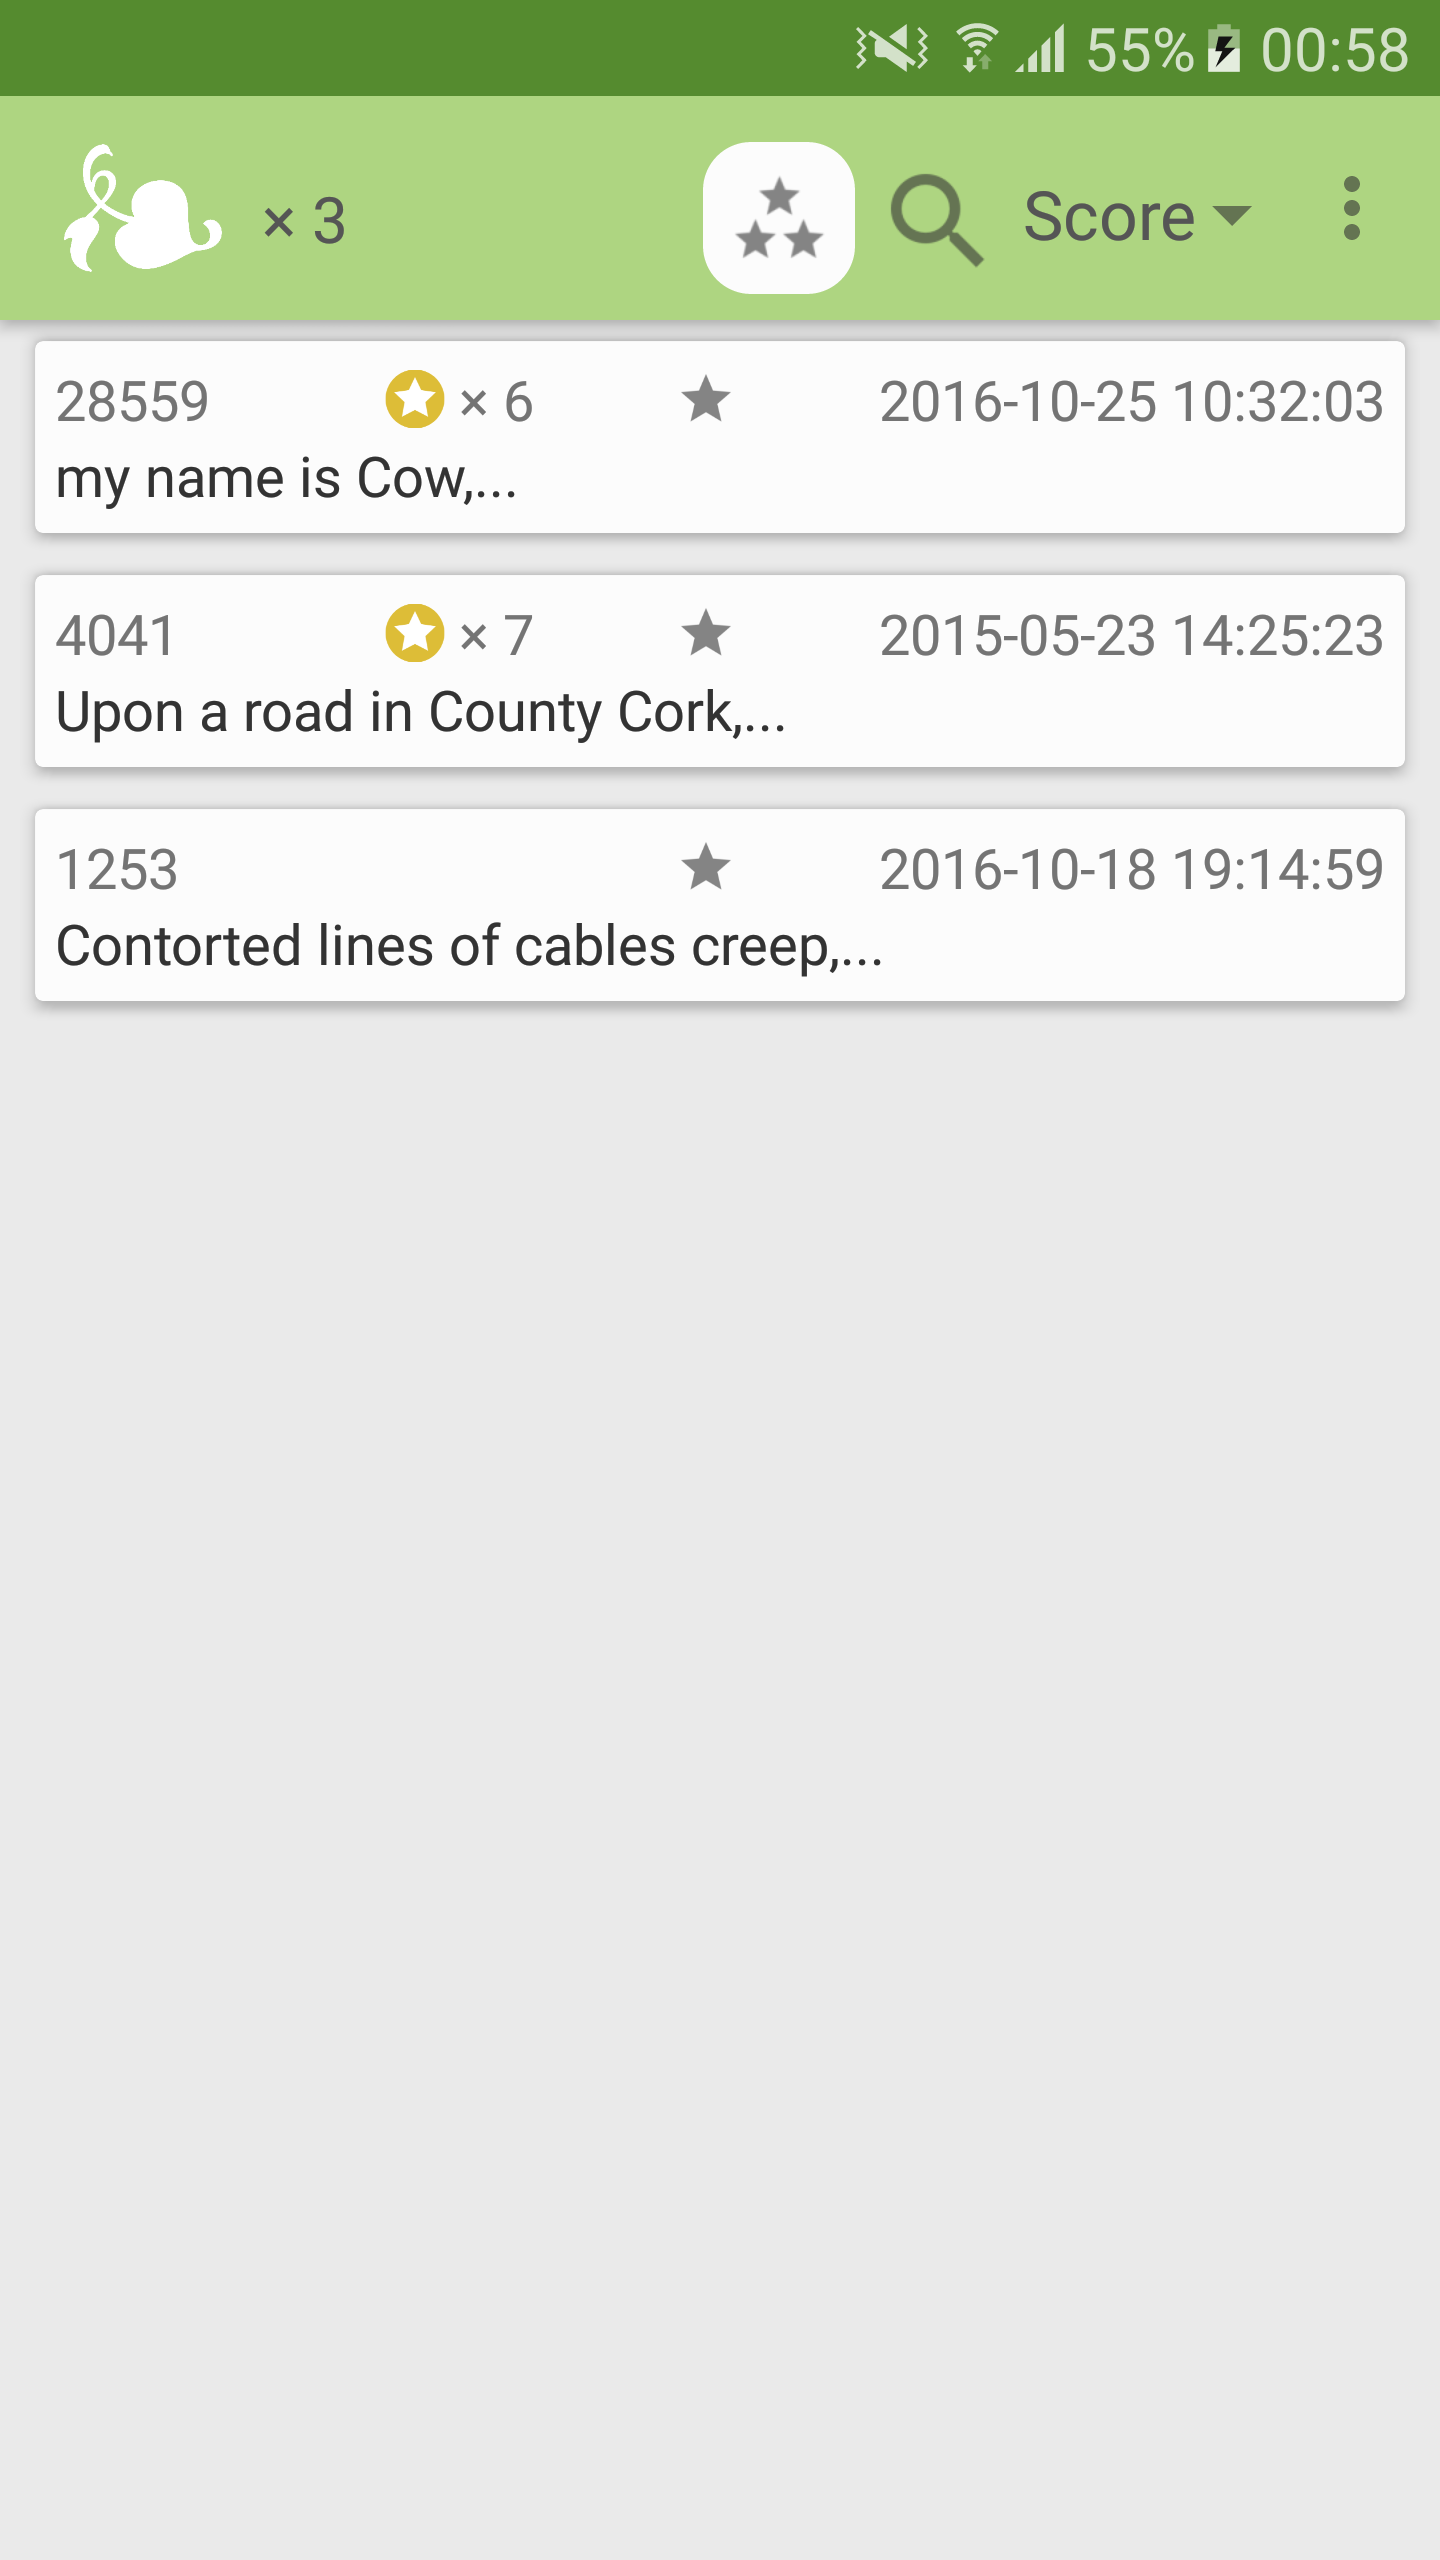 55% 00:58
× 3 Score
28559 × 6 2016-10-25 10:32:03
my name is Cow,...
4041 × 7 2015-05-23 14:25:23
Upon a road in County Cork,...
1253 2016-10-18 19:14:59
Contorted lines of cables creep,...